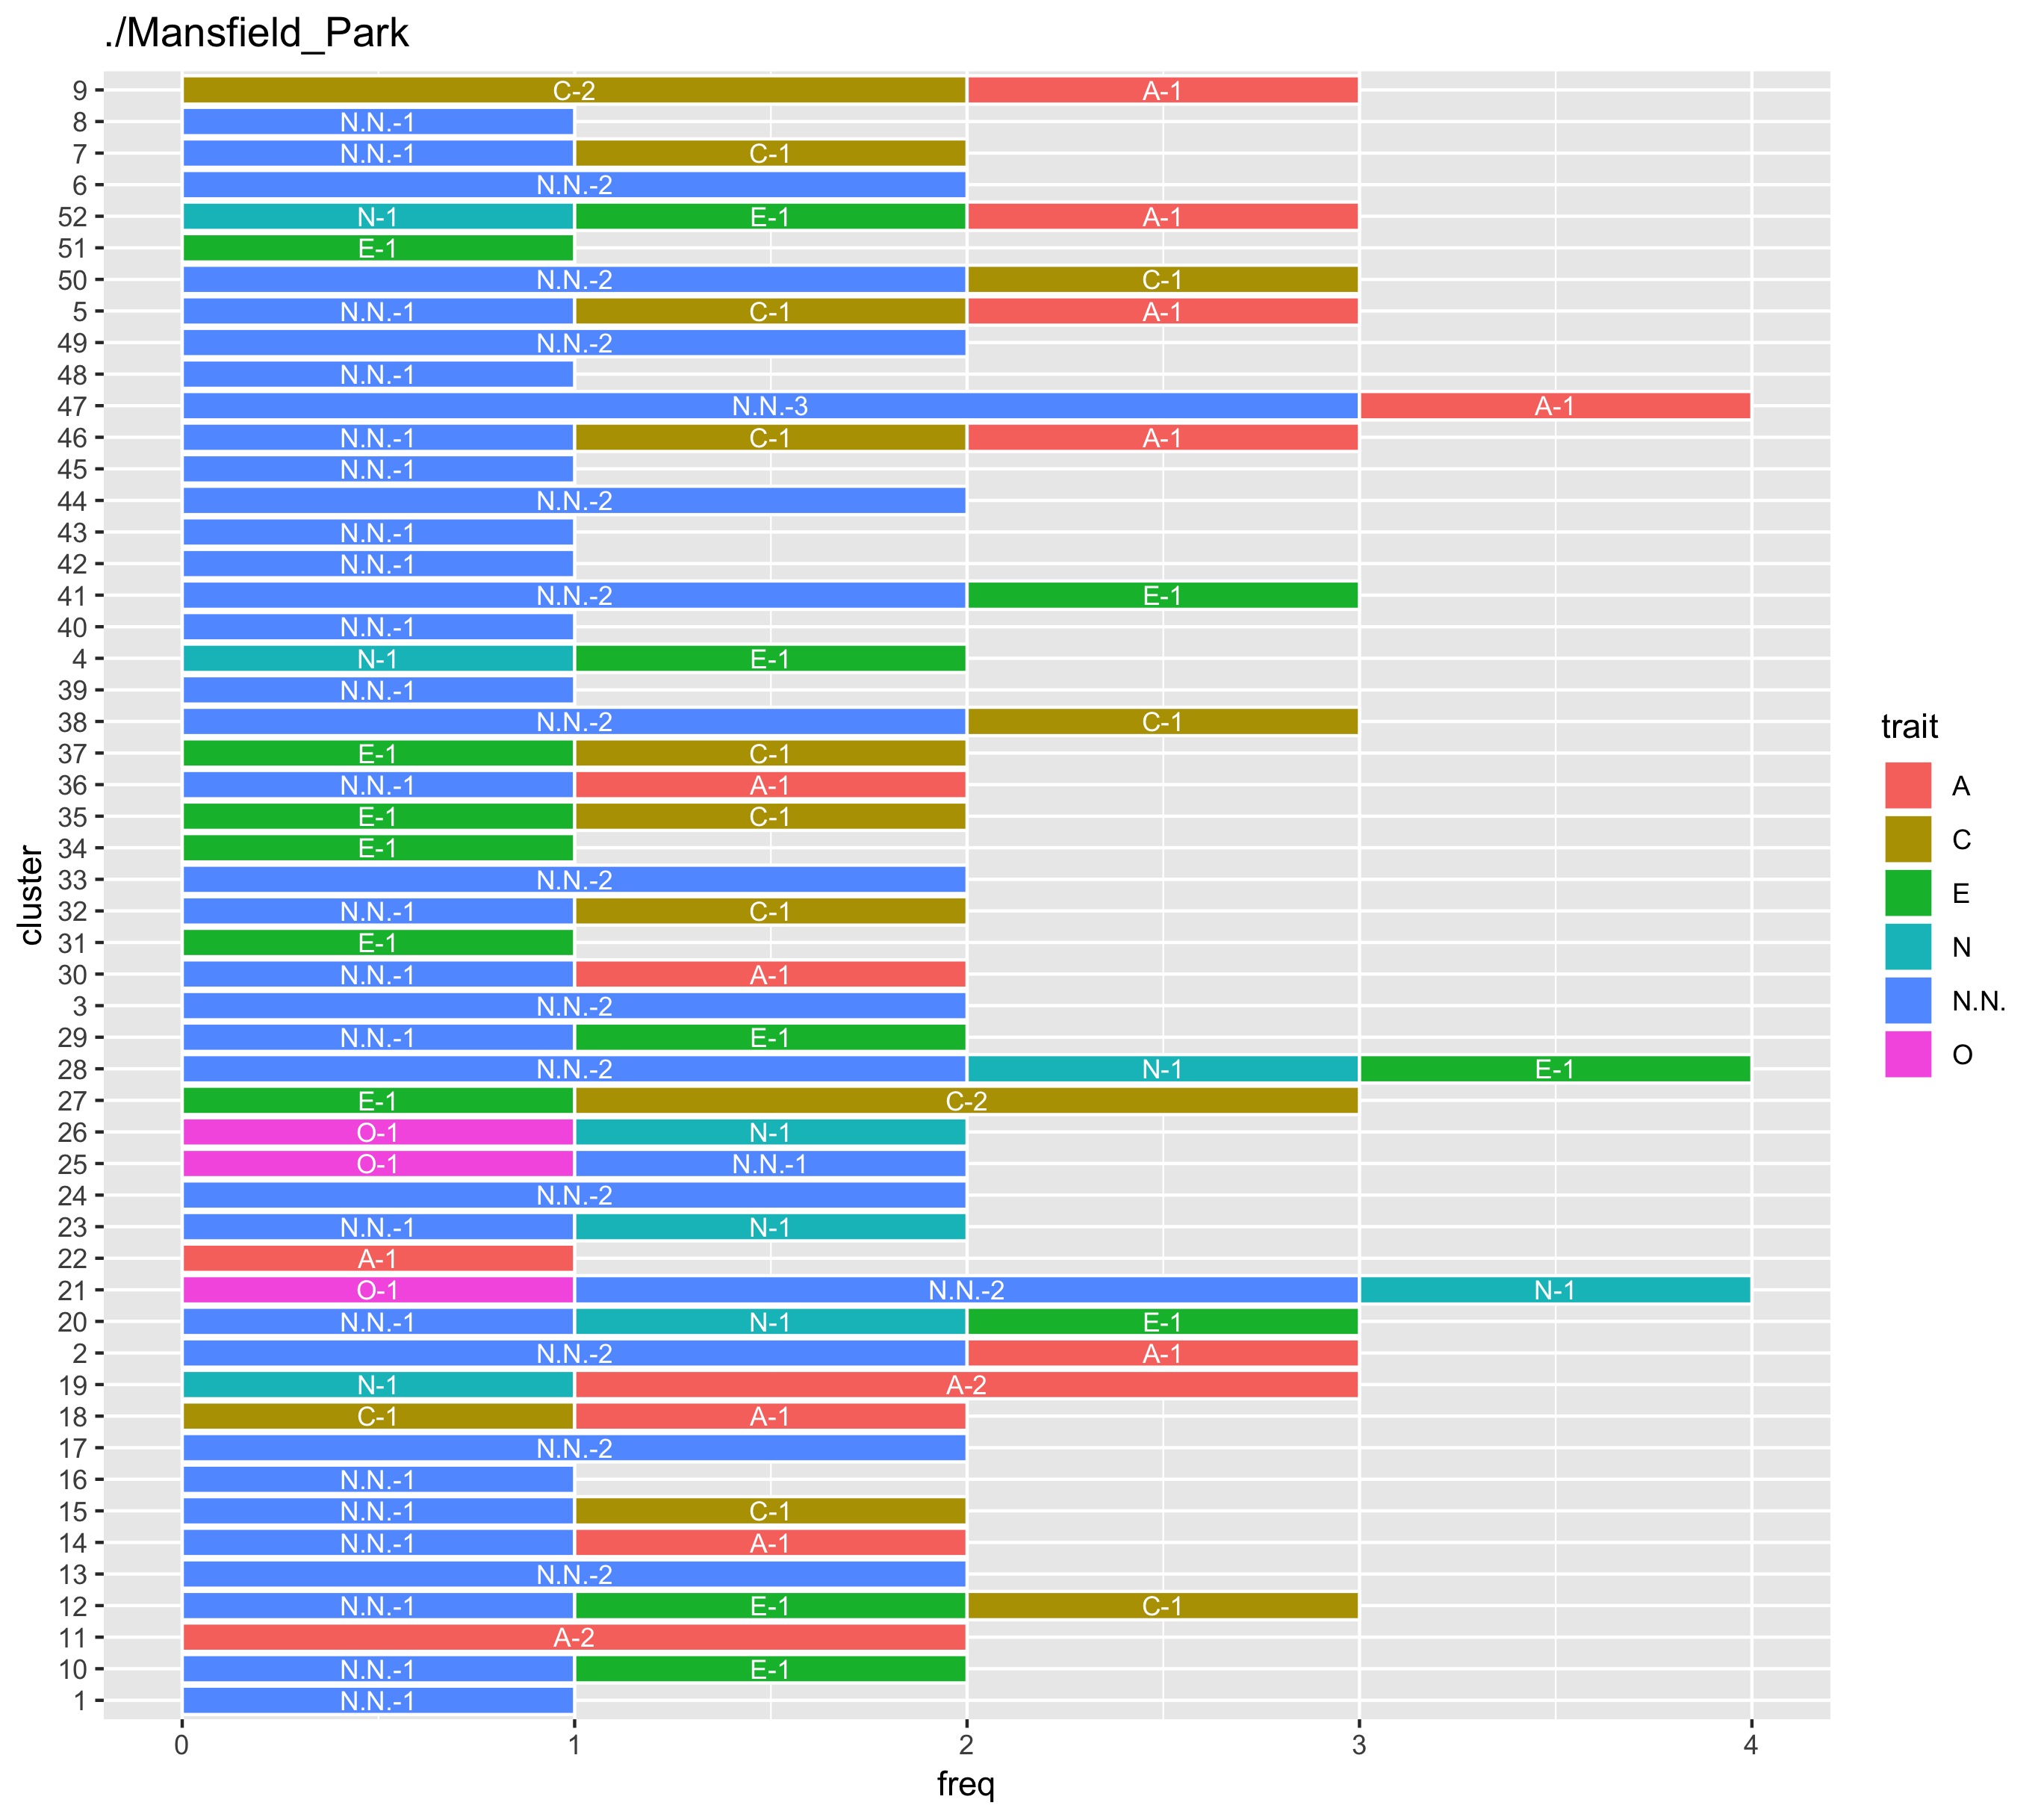 ./Mansfield_Park
9 C-2 A-1
8 N.N.-1
7 N.N.-1 C-1
6 N.N.-2
52 N-1 E-1 A-1
51 E-1
50 N.N.-2 C-1
5 N.N.-1 C-1 A-1
49 N.N.-2
48 N.N.-1
47 N.N.-3 A-1
46 N.N.-1 C-1 A-1
45 N.N.-1
44 N.N.-2
43 N.N.-1
42 N.N.-1
41 N.N.-2 E-1
40 N.N.-1
4 N-1 E-1
39 N.N.-1
38 N.N.-2 C-1
37 E-1 C-1
36 N.N.-1 A-1
35 E-1 C-1
34 E-1
33 N.N.-2
32 N.N.-1 C-1
31 E-1
30 N.N.-1 A-1
3 N.N.-2
29 N.N.-1 E-1
28 N.N.-2 N-1 E-1
27 E-1 C-2
26 O-1 N-1
25 O-1 N.N.-1
24 N.N.-2
23 N.N.-1 N-1
22 A-1
21 O-1 N.N.-2 N-1
20 N.N.-1 N-1 E-1
2 N.N.-2 A-1
19 N-1 A-2
18 C-1 A-1
17 N.N.-2
16 N.N.-1
15 N.N.-1 C-1
14 N.N.-1 A-1
13 N.N.-2
12 N.N.-1 E-1 C-1
11 A-2
10 N.N.-1 E-1
1 N.N.-1
0 1 2 3 4
freq
cluster
trait
A
C
E
N
N.N.
O